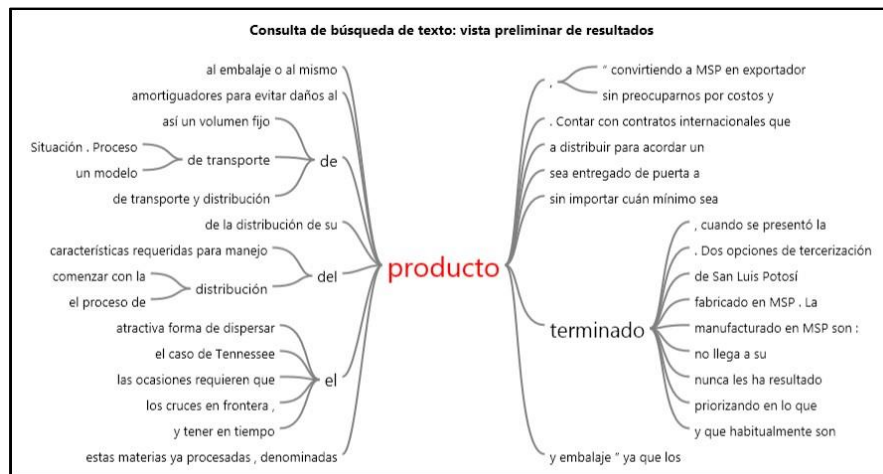 Consulta de búsqueda de texto: vista preliminar de resultados
al embalaje o al mismo
amortiguadores para evitar daños al
así un volumen fijo
Situación . Proceso
un modelo
de transporte
de transporte y distribución
de
de la distribución de su
características requeridas para manejo
comenzar con la
el proceso de
distribución
del
atractiva forma de dispersar
el caso de Tennessee
las ocasiones requieren que
los cruces en frontera ,
y tener en tiempo
el
estas materias ya procesadas , denominadas
producto
,
" convirtiendo a MSP en exportador
sin preocuparnos por costos y
. Contar con contratos internacionales que
a distribuir para acordar un
sea entregado de puerta a
sin importar cuán mínimo sea
terminado
, cuando se presentó la
. Dos opciones de tercerización
de San Luis Potosí
fabricado en MSP . La
manufacturado en MSP son :
no llega a su
nunca les ha resultado
priorizando en lo que
y que habitualmente son
y embalaje " ya que los